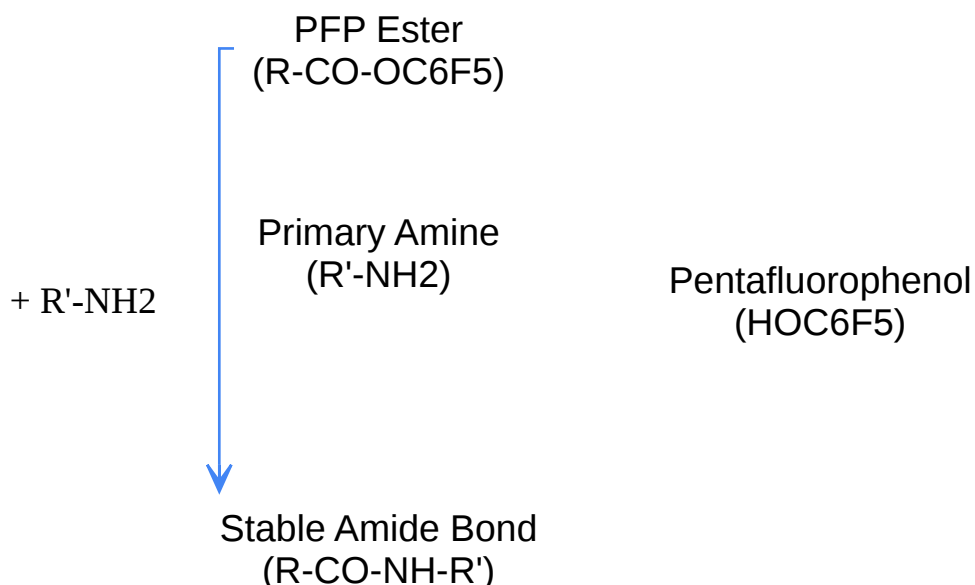 PFP Ester
(R-CO-OC6F5)
Primary Amine
(R'-NH2)
+ R'-NH2
Pentafluorophenol
(HOC6F5)
Stable Amide Bond
(R-CO-NH-R')